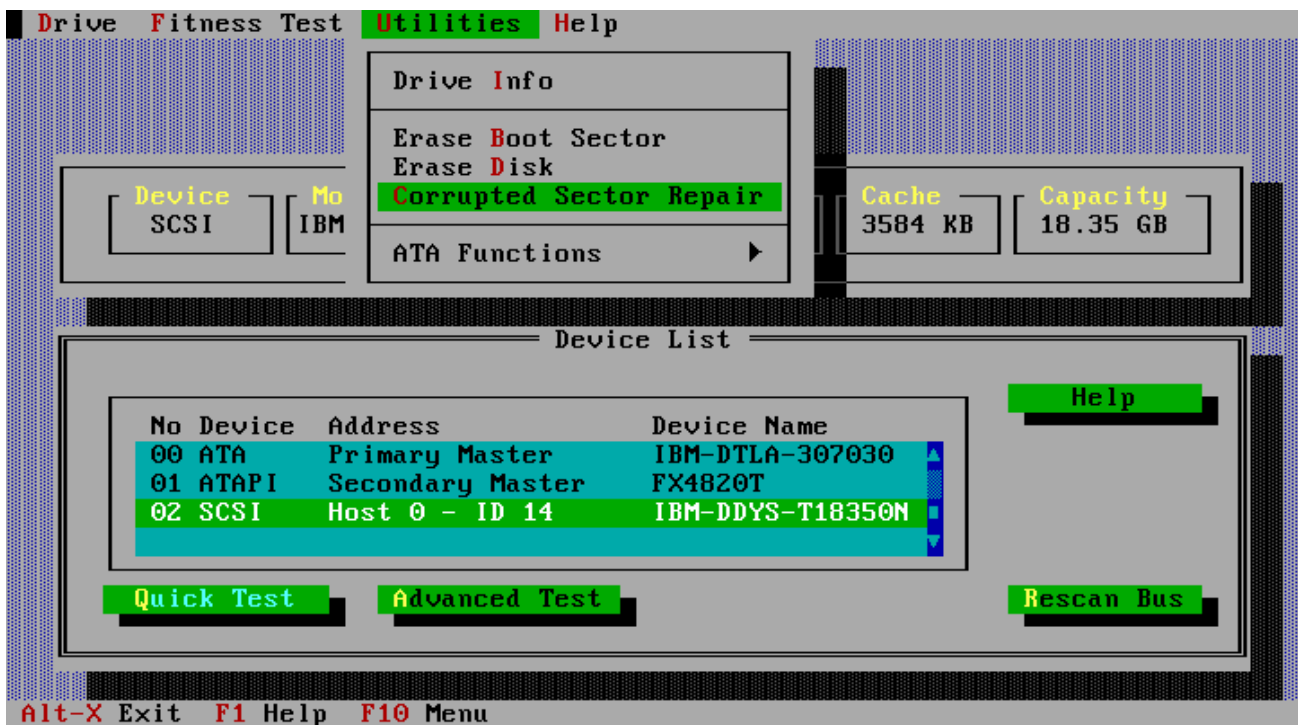 Drive Fitness Test Utilities Help
Drive Info
Erase Boot Sector
Erase Disk
Corrupted Sector Repair
ATA Functions
Device Mo Cache Capacity
SCSI IBM 3584 KB 18.35 GB
Device List
Help
No Device Address Device Name
00 ATA Primary Master IBM-DTLA-307030
01 ATAPI Secondary Master FX4820T
02 SCSI Host 0 - ID 14 IBM-DDYS-T18350N
Quick Test Advanced Test Rescan Bus
Alt-X Exit F1 Help F10 Menu